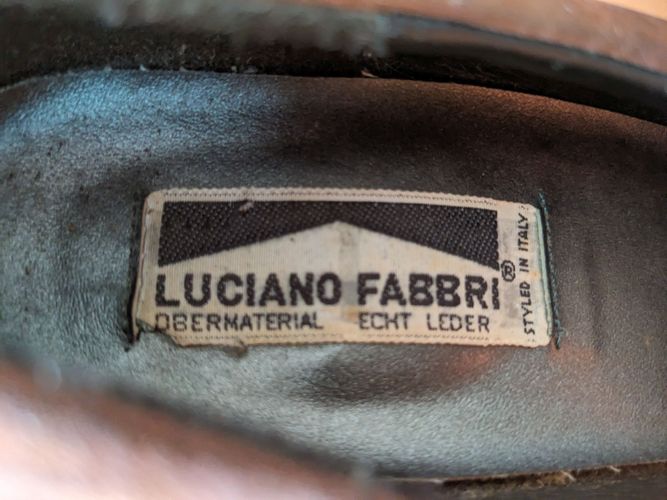 LUCIANO FABBRI®
OBERMATERIAL ECHT LEDER
STYLED IN ITALY